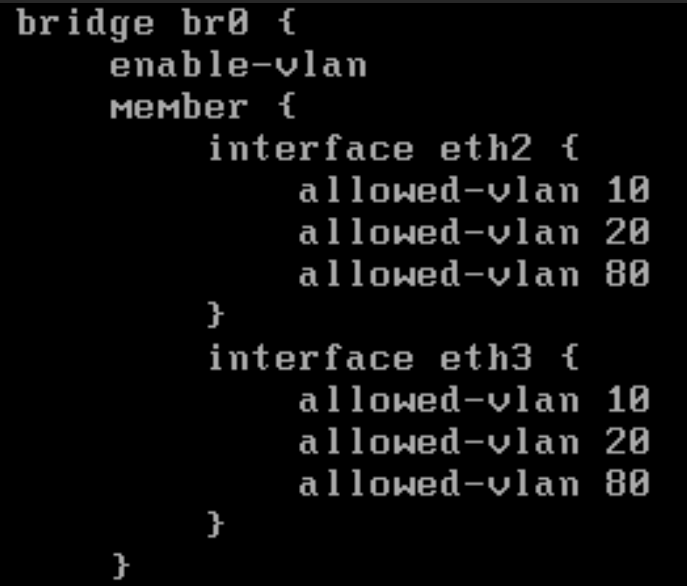 bridge br0 {
enable-vlan
member {
interface eth2 {
allowed-vlan 10
allowed-vlan 20
allowed-vlan 80
}
interface eth3 {
allowed-vlan 10
allowed-vlan 20
allowed-vlan 80
}
}